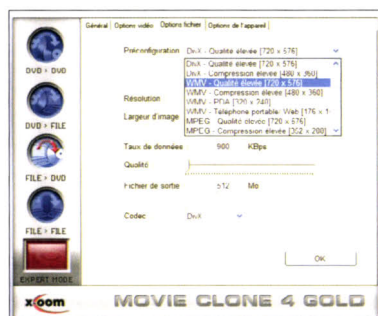 Général Options vidéo Options fichier Options de l'appareil
Préconfiguration DivX - Qualité élevée [720 x 576]
DivX - Qualité élevée [720 x 576]
DivX - Compression élevée [480 x 360]
WMV - Qualité élevée [720 x 576]
WMV - Compression élevée [480 x 360]
WMV - PDA [320 x 240]
WMV - Téléphone portable: Web [176 x 1
MPEG - Qualité élevée [720 x 576]
MPEG - Compression élevée [352 x 288]
Résolution
Largeur d'image
Taux de données 900 KBps
Qualité
Fichier de sortie 512 Mo
Codec DivX
OK
DVD > DVD
DVD > FILE
FILE > DVD
FILE > FILE
EXPERT MODE
x-oom MOVIE CLONE 4 GOLD